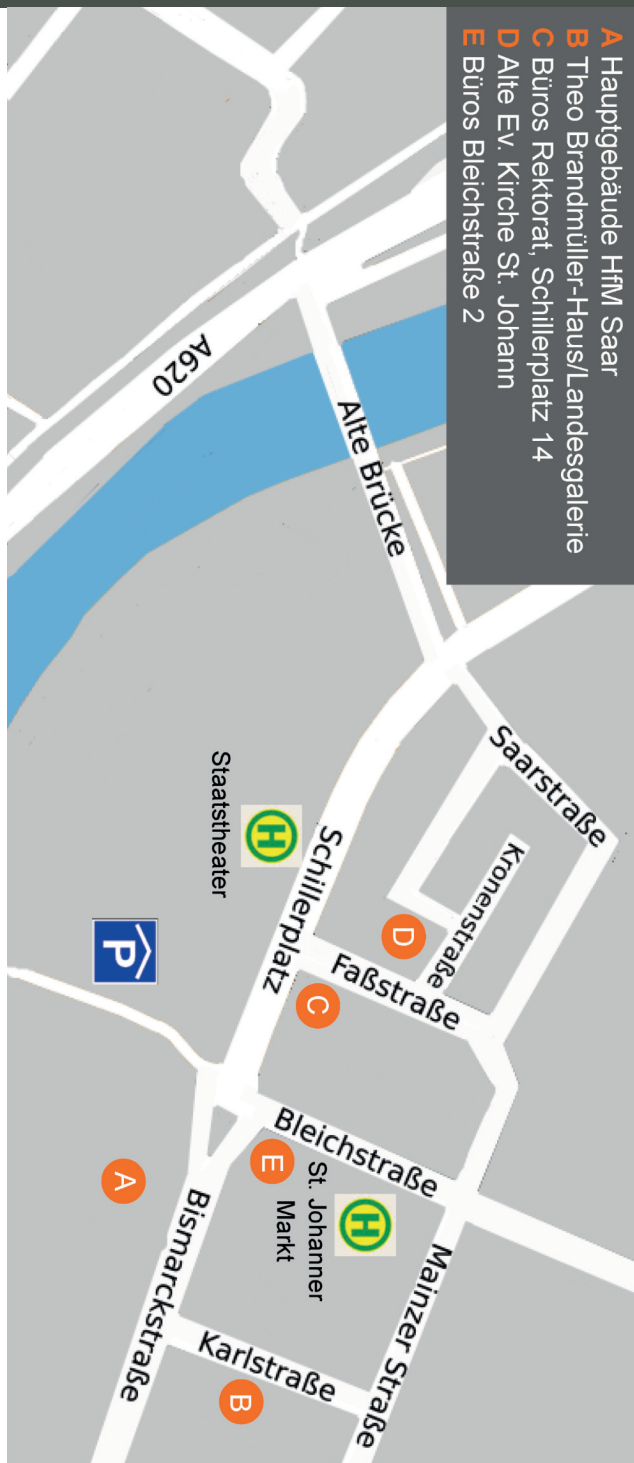 A Hauptgebäude HfM Saar
B Theo Brandmüller-Haus/Landesgalerie
C Büros Rektorat, Schillerplatz 14
D Alte Ev. Kirche St. Johann
E Büros Bleichstraße 2
A620
Alte Brücke
Saarstraße
Kronenstraße
Staatstheater
H
Schillerplatz
D
Faßstraße
P
C
Bleichstraße
A
E
St. Johanner
Markt
H
Bismarckstraße
Mainzer Straße
Karlstraße
B